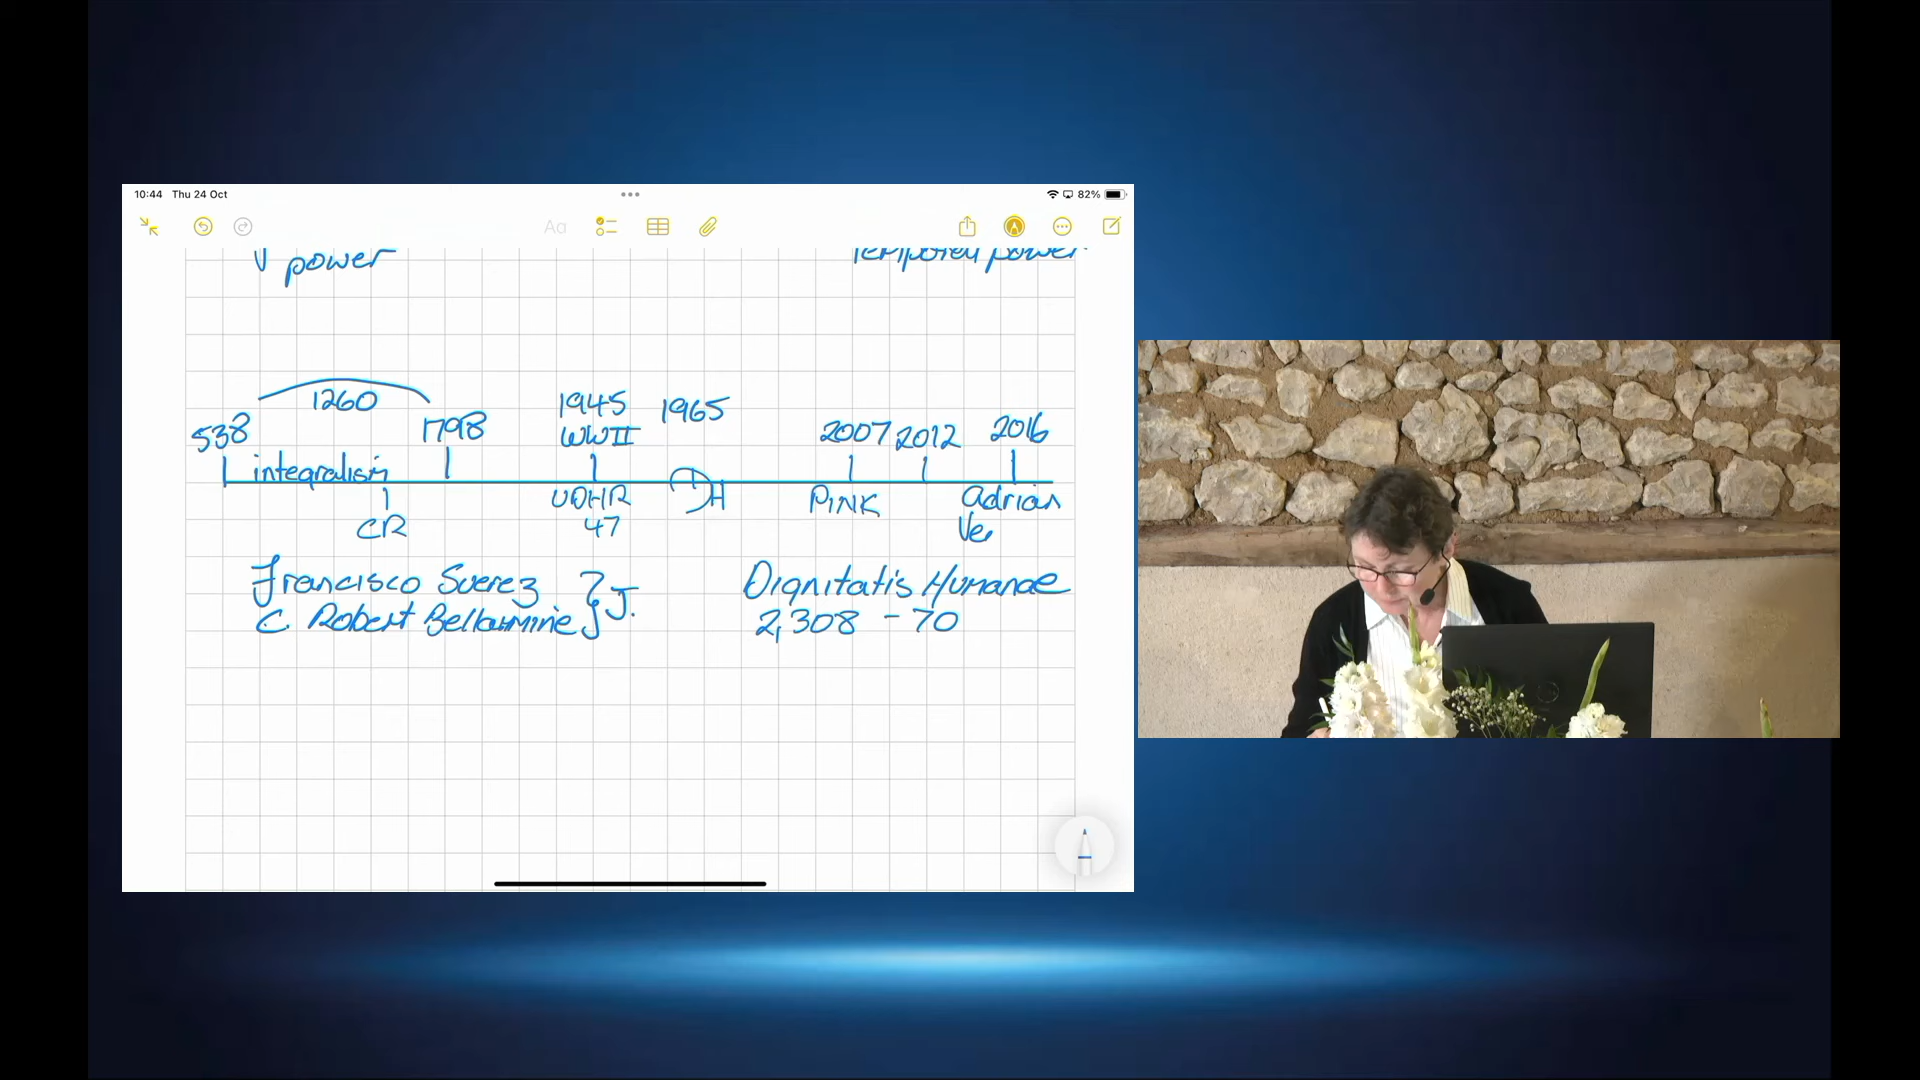 10:44 Thu 24 Oct
82%
Aa
power
Temporal power
1260
1945
1965
538
1798
WWII
2007 2012 2016
integralism
CR
UDHR
47
DH
PINK
Adrian
Ve
Francisco Suerez
C. Robert Bellarmine } J.
Dignitatis Humanae
2,308 - 70